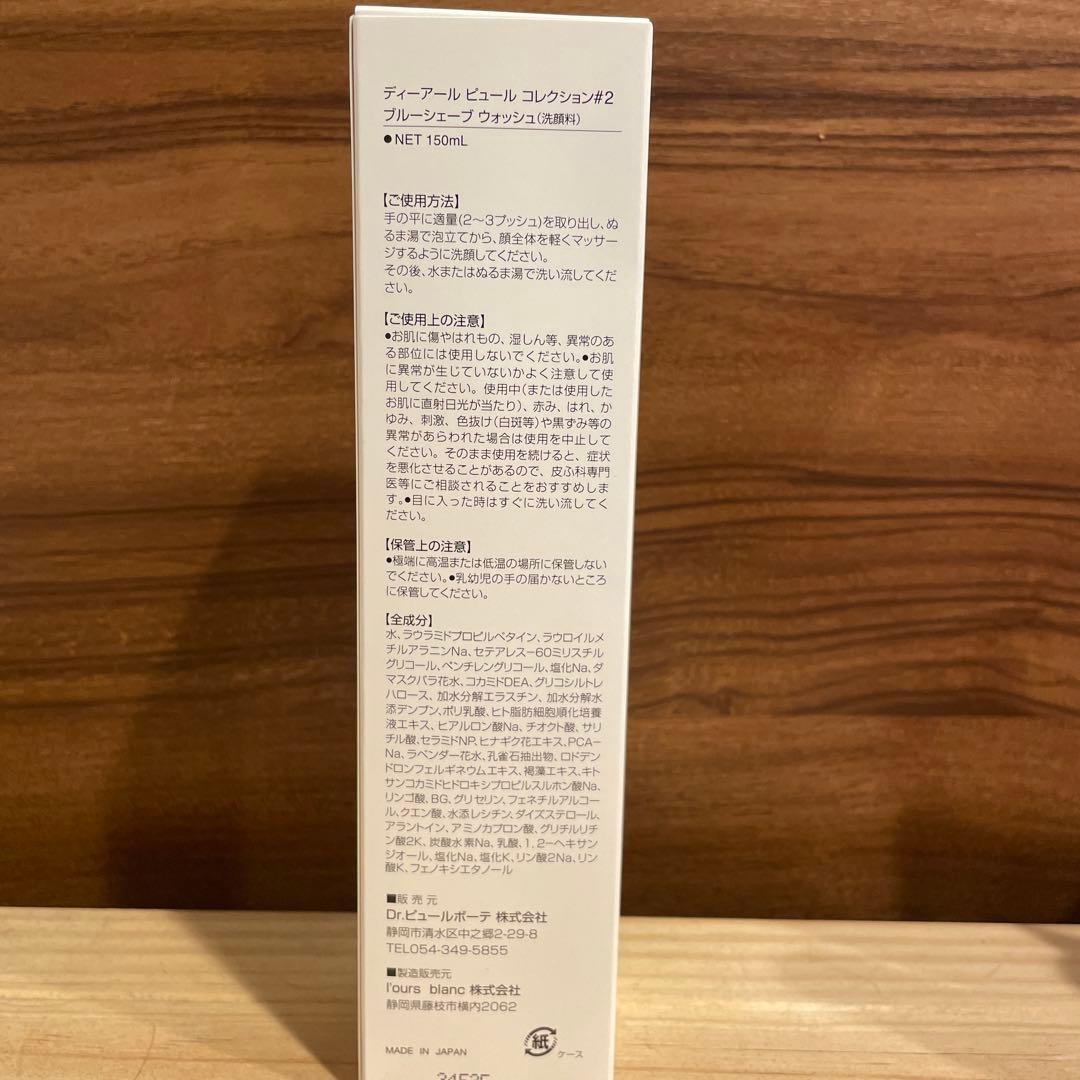 ディーアール ピュール コレクション#2
ブルーシェーブ ウォッシュ(洗顔料)
●NET 150mL
【ご使用方法】
手の平に適量(2〜3プッシュ)を取り出し、ぬ
るま湯で泡立てから、顔全体を軽くマッサー
ジするように洗顔してください。
その後、水またはぬるま湯で洗い流してくだ
さい。
【ご使用上の注意】
●お肌に傷やはれもの、湿しん等、異常のあ
る部位には使用しないでください。●お肌
に異常が生じていないかよく注意して使
用してください。使用中(または使用した
お肌に直射日光が当たり)、赤み、はれ、か
ゆみ、刺激、色抜け(白斑等)や黒ずみ等の
異常があらわれた場合は使用を中止して
ください。そのまま使用を続けると、症状
を悪化させることがあるので、皮ふ科専門
医等にご相談されることをおすすめしま
す。●目に入った時はすぐに洗い流してく
ださい。
【保管上の注意】
●極端に高温または低温の場所に保管しない
でください。●乳幼児の手の届かないところ
に保管してください。
【全成分】
水、ラウラミドプロピルベタイン、ラウロイルメ
チルアラニンNa、セテアレス-60ミリスチル
グリコール、ペンチレングリコール、塩化Na、ダ
マスクバラ花水、コカミドDEA、グリコシルトレ
ハロース、加水分解エラスチン、加水分解水
添デンプン、ポリ乳酸、ヒト脂肪細胞順化培養
液エキス、ヒアルロン酸Na、チオクト酸、サリ
チル酸、セラミドNP、ヒナギク花エキス、PCA-
Na、ラベンダー花水、孔雀石抽出物、ロドデン
ドロンフェルギネウムエキス、褐藻エキス、キト
サンコカミドヒドロキシプロピルスルホン酸Na、
リンゴ酸、BG、グリセリン、フェネチルアルコー
ル、クエン酸、水添レシチン、ダイズステロール、
アラントイン、アミノカプロン酸、グリチルリチ
ン酸2K、炭酸水素Na、乳酸、1,2-ヘキサン
ジオール、塩化Na、塩化K、リン酸2Na、リン
酸K、フェノキシエタノール
■販売元
Dr.ピュールボーテ 株式会社
静岡市清水区中之郷2-29-8
TEL054-349-5855
■製造販売元
l'ours blanc 株式会社
静岡県藤枝市横内2062
MADE IN JAPAN
紙
ケース